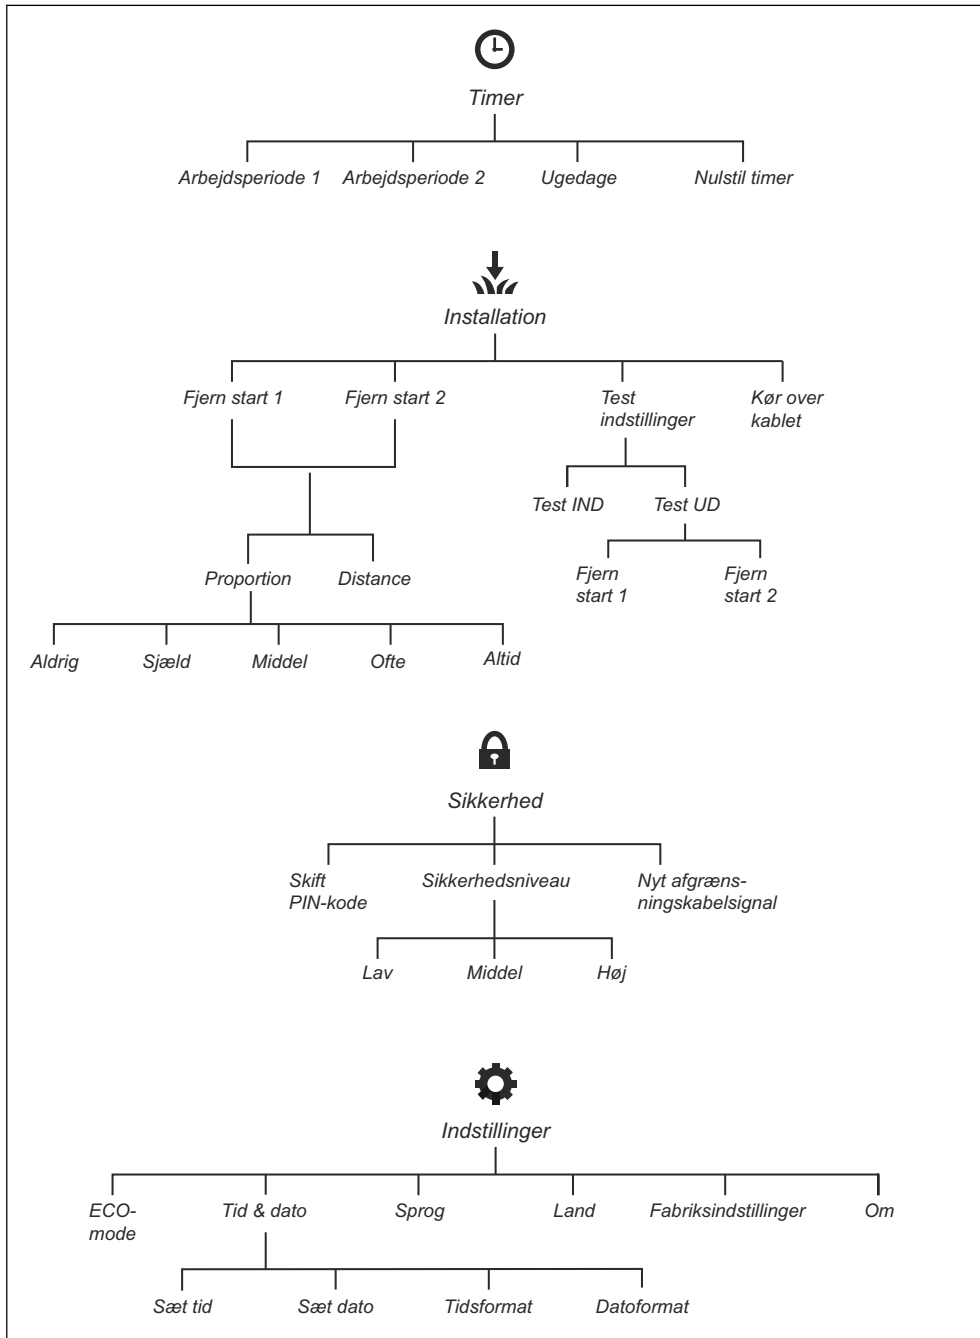 Timer
Arbejdsperiode 1
Arbejdsperiode 2
Ugedage
Nulstil timer
Installation
Fjern start 1
Fjern start 2
Test
indstillinger
Kør over
kablet
Test IND
Test UD
Proportion
Distance
Fjern
start 1
Fjern
start 2
Aldrig
Sjæld
Middel
Ofte
Altid
Sikkerhed
Skift
PIN-kode
Sikkerhedsniveau
Nyt afgræns-
ningskabelsignal
Lav
Middel
Høj
Indstillinger
ECO-
mode
Tid & dato
Sprog
Land
Fabriksindstillinger
Om
Sæt tid
Sæt dato
Tidsformat
Datoformat